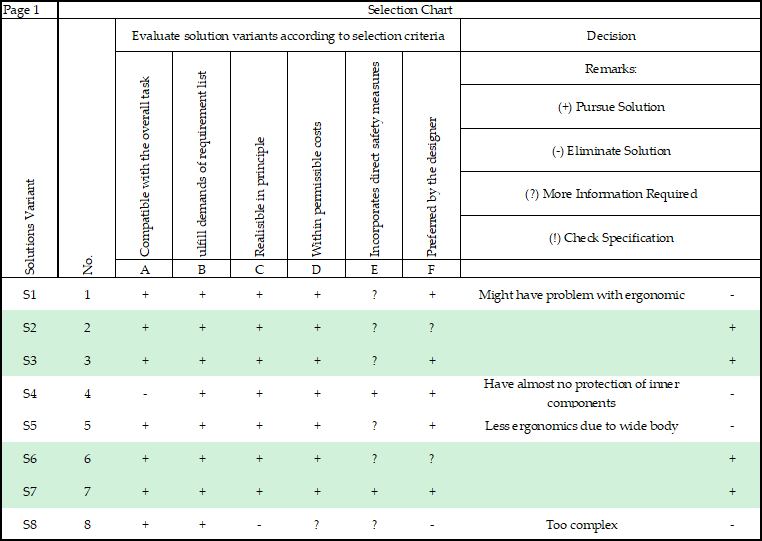 Page 1
Selection Chart
Solutions Variant
No.
Evaluate solution variants according to selection criteria
Decision
Compatible with the overall task
ulfill demands of requirement list
Realisible in principle
Within permissible costs
Incorporates direct safety measures
Preferred by the designer
Remarks:
(+) Pursue Solution
(-) Eliminate Solution
(?) More Information Required
(!) Check Specification
A B C D E F
S1 1 + + + + ? + Might have problem with ergonomic -
S2 2 + + + + ? ? +
S3 3 + + + + ? + +
S4 4 - + + + + + Have almost no protection of inner
components -
S5 5 + + + + ? + Less ergonomics due to wide body -
S6 6 + + + + ? ? +
S7 7 + + + + + + +
S8 8 + + - ? ? - Too complex -